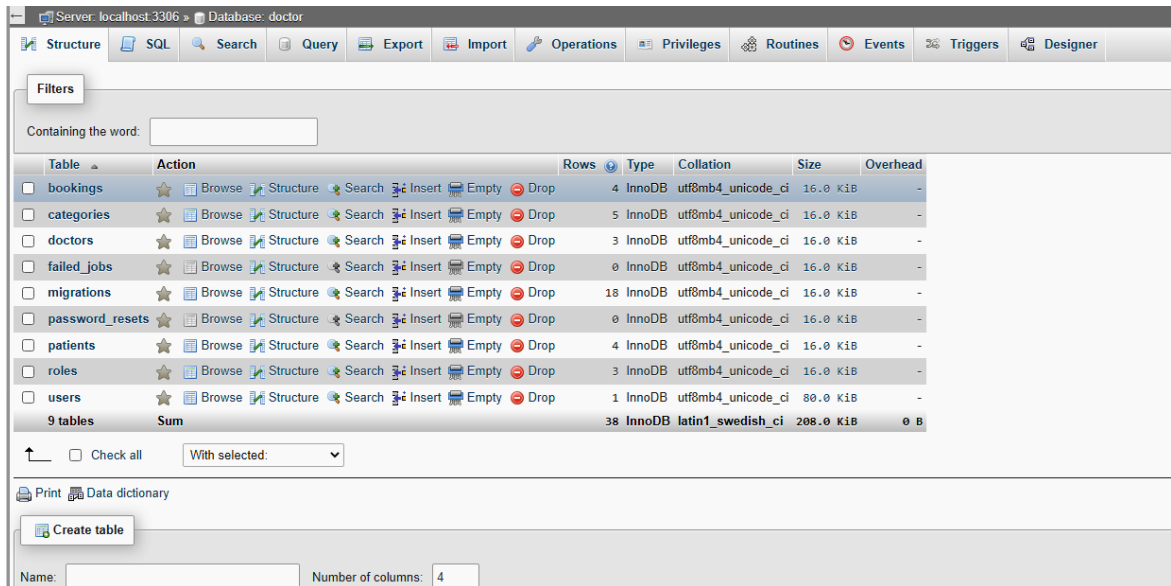 Server: localhost:3306 » Database: doctor
Structure SQL Search Query Export Import Operations Privileges Routines Events Triggers Designer
Filters
Containing the word:
Table Action Rows Type Collation Size Overhead
bookings Browse Structure Search Insert Empty Drop 4 InnoDB utf8mb4_unicode_ci 16.0 KiB -
categories Browse Structure Search Insert Empty Drop 5 InnoDB utf8mb4_unicode_ci 16.0 KiB -
doctors Browse Structure Search Insert Empty Drop 3 InnoDB utf8mb4_unicode_ci 16.0 KiB -
failed_jobs Browse Structure Search Insert Empty Drop 0 InnoDB utf8mb4_unicode_ci 16.0 KiB -
migrations Browse Structure Search Insert Empty Drop 18 InnoDB utf8mb4_unicode_ci 16.0 KiB -
password_resets Browse Structure Search Insert Empty Drop 0 InnoDB utf8mb4_unicode_ci 16.0 KiB -
patients Browse Structure Search Insert Empty Drop 4 InnoDB utf8mb4_unicode_ci 16.0 KiB -
roles Browse Structure Search Insert Empty Drop 3 InnoDB utf8mb4_unicode_ci 16.0 KiB -
users Browse Structure Search Insert Empty Drop 1 InnoDB utf8mb4_unicode_ci 80.0 KiB -
9 tables Sum 38 InnoDB latin1_swedish_ci 208.0 KiB 0 B
Check all With selected:
Print Data dictionary
Create table
Name: Number of columns: 4